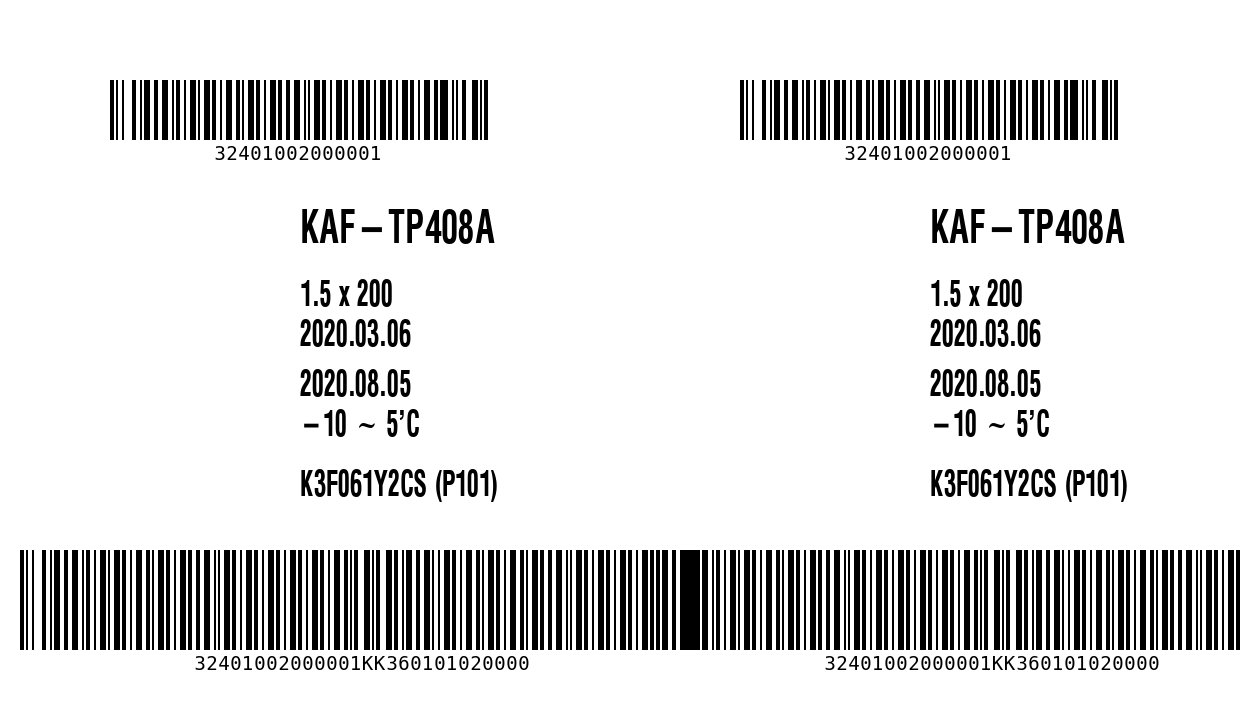 32401002000001
KAF – TP408A
1.5 x 200
2020.03.06
2020.08.05
–10 ~ 5’C
K3F061Y2CS (P101)
32401002000001KK360101020000
32401002000001
KAF – TP408A
1.5 x 200
2020.03.06
2020.08.05
–10 ~ 5’C
K3F061Y2CS (P101)
32401002000001KK360101020000